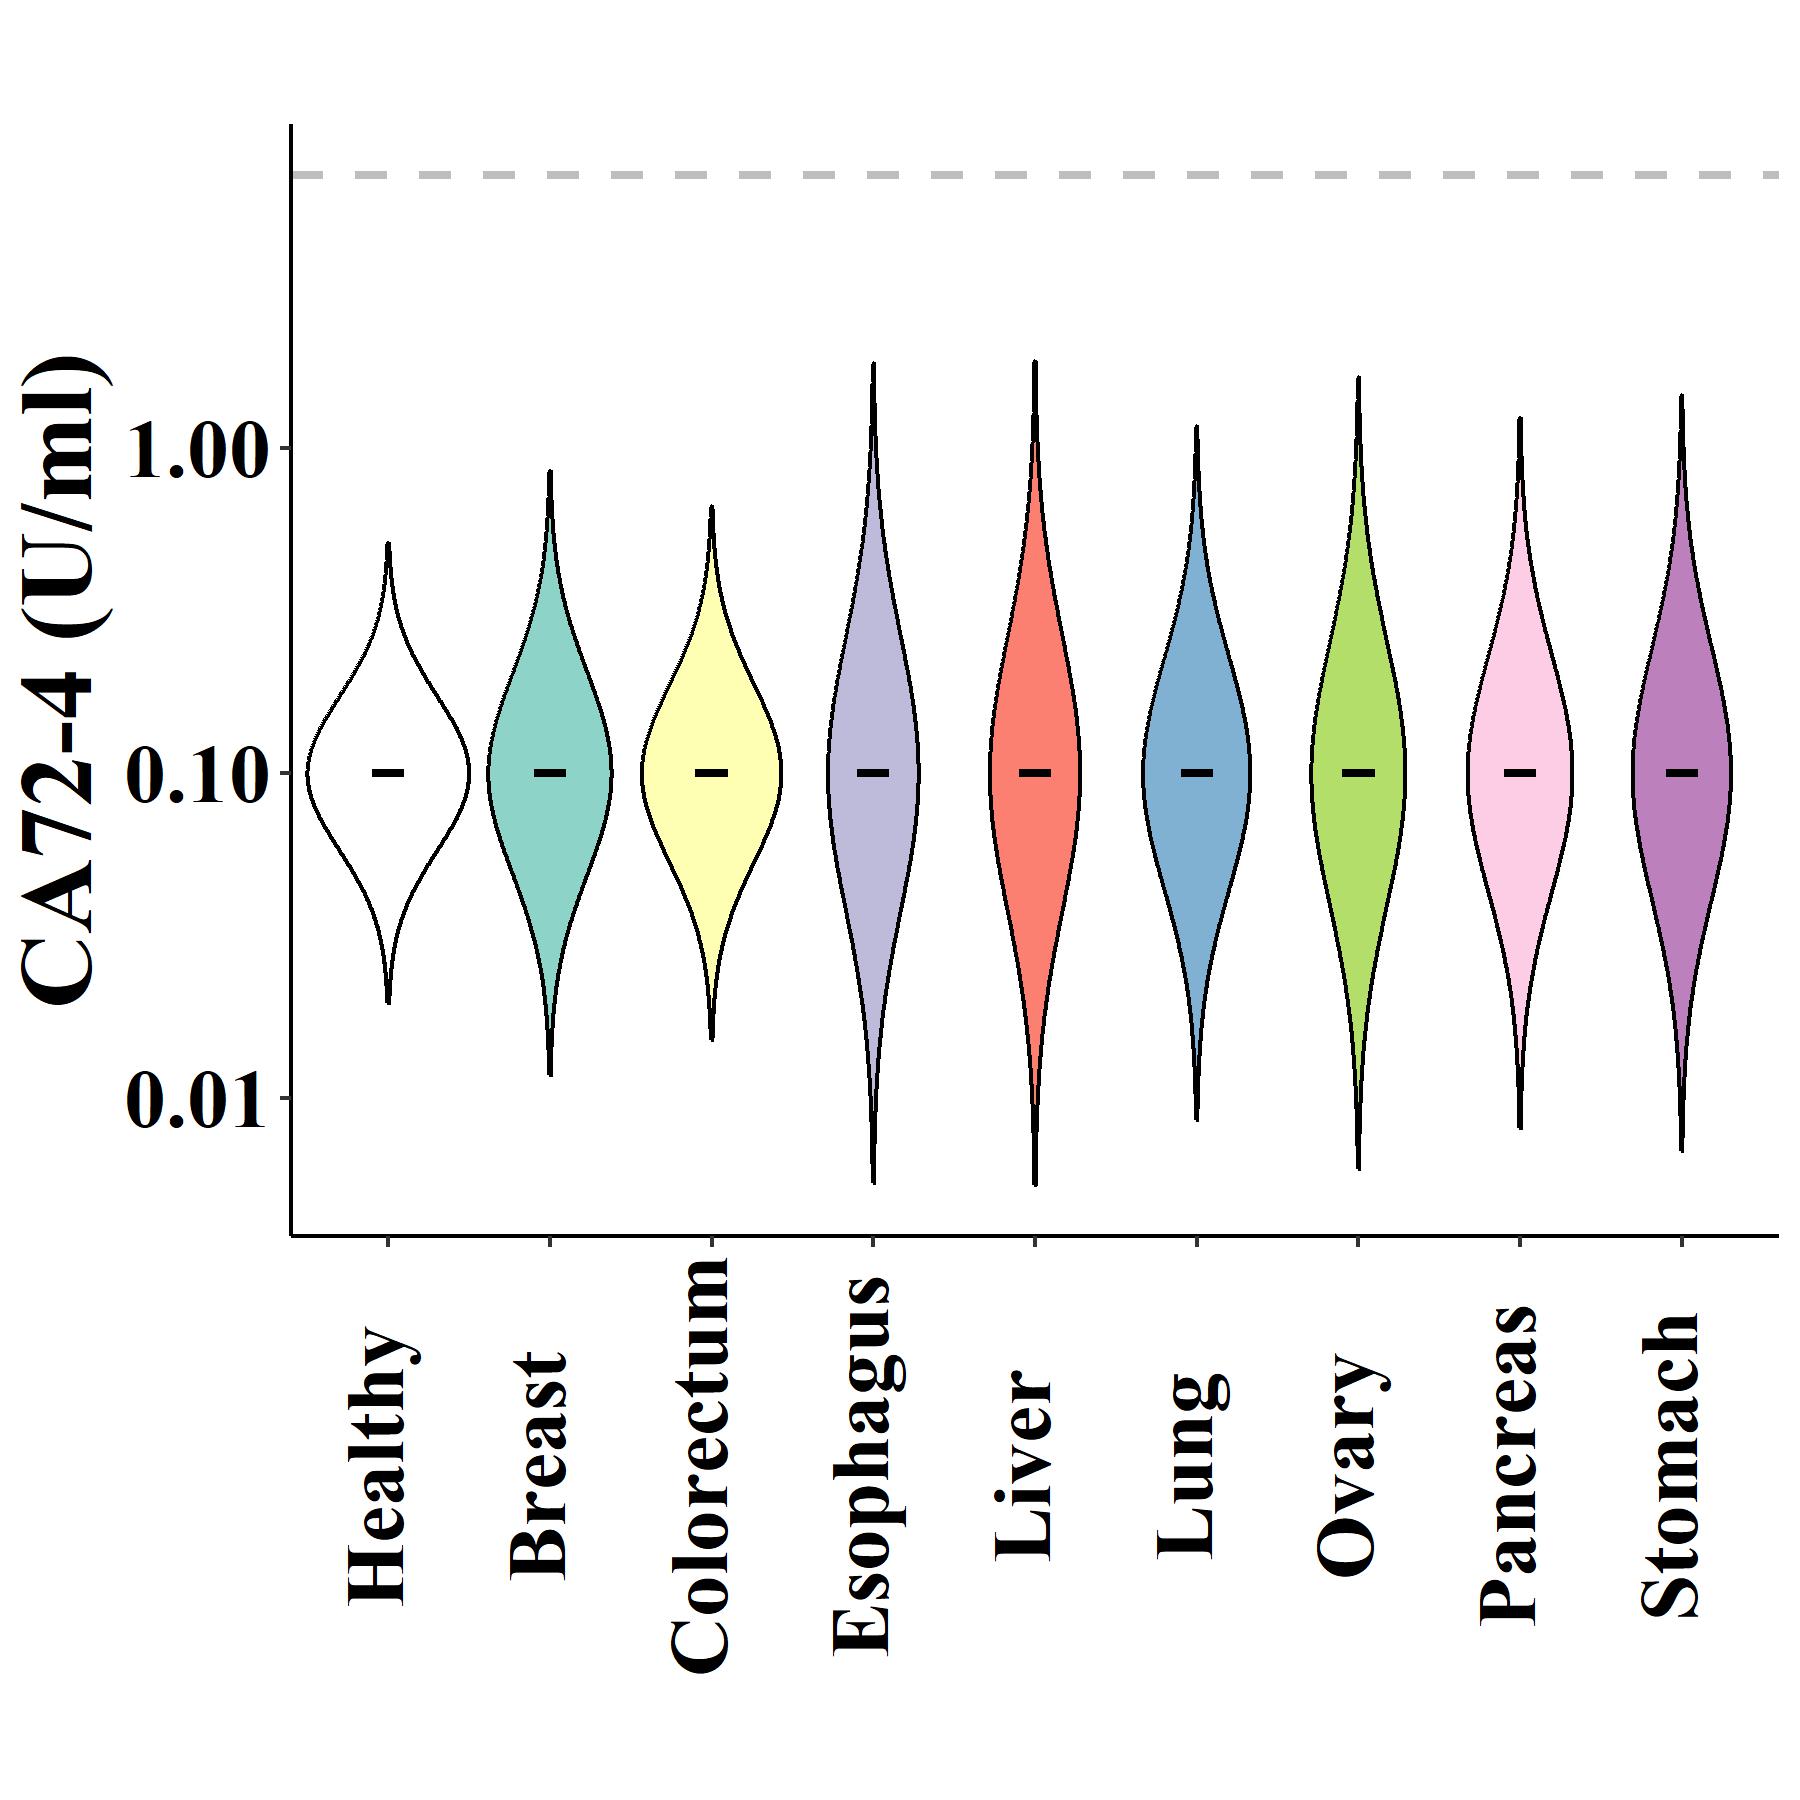 CA72-4 (U/ml)
1.00
0.10
0.01
Healthy
Breast
Colorectum
Esophagus
Liver
Lung
Ovary
Pancreas
Stomach